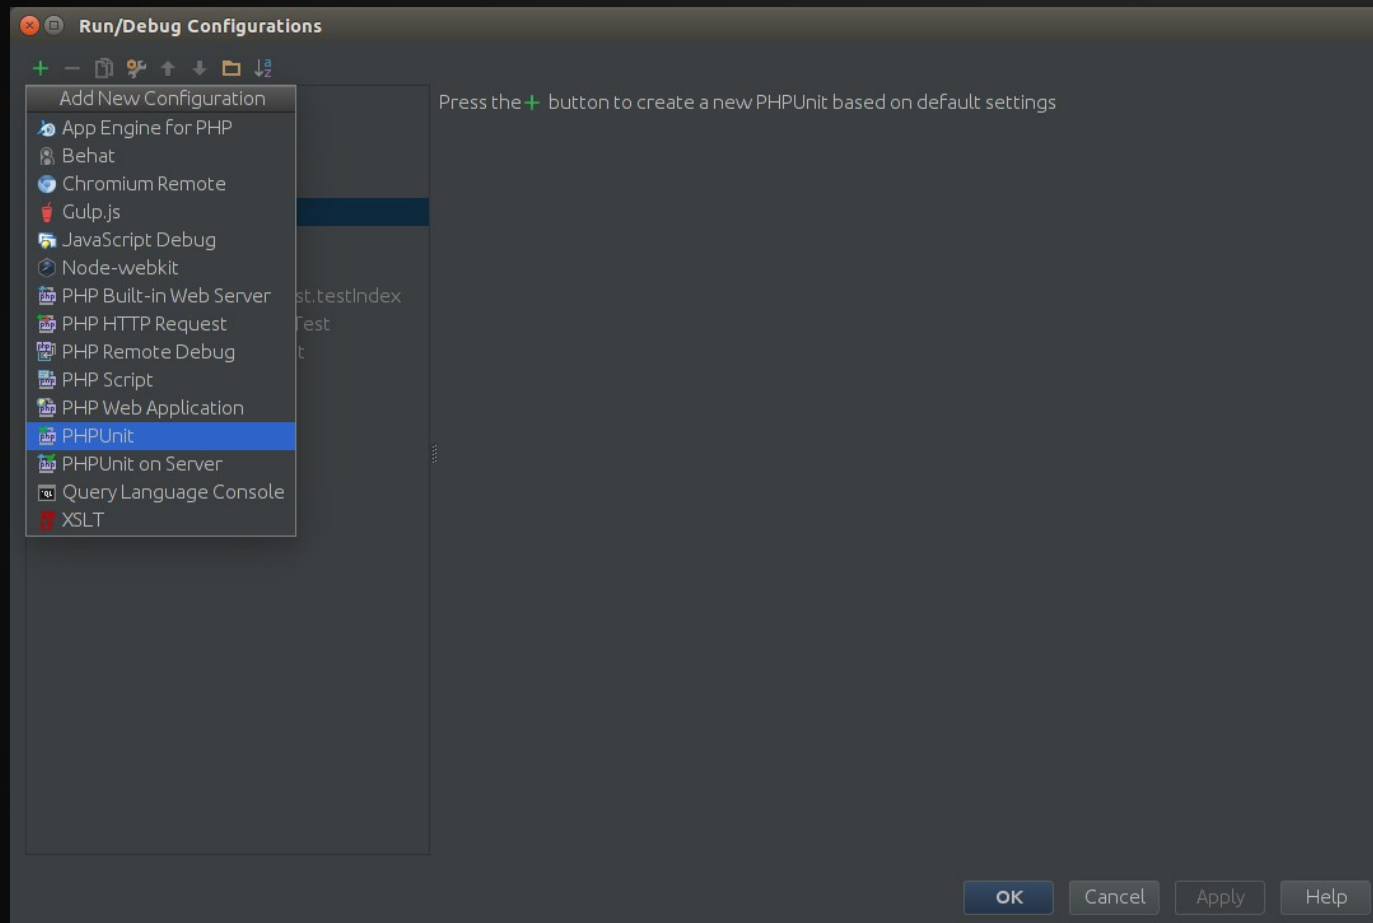 Run/Debug Configurations
Add New Configuration
Press the + button to create a new PHPUnit based on default settings
App Engine for PHP
Behat
Chromium Remote
Gulp.js
JavaScript Debug
Node-webkit
PHP Built-in Web Server
st.testIndex
PHP HTTP Request
Test
PHP Remote Debug
t
PHP Script
PHP Web Application
PHPUnit
PHPUnit on Server
Query Language Console
XSLT
OK
Cancel
Apply
Help